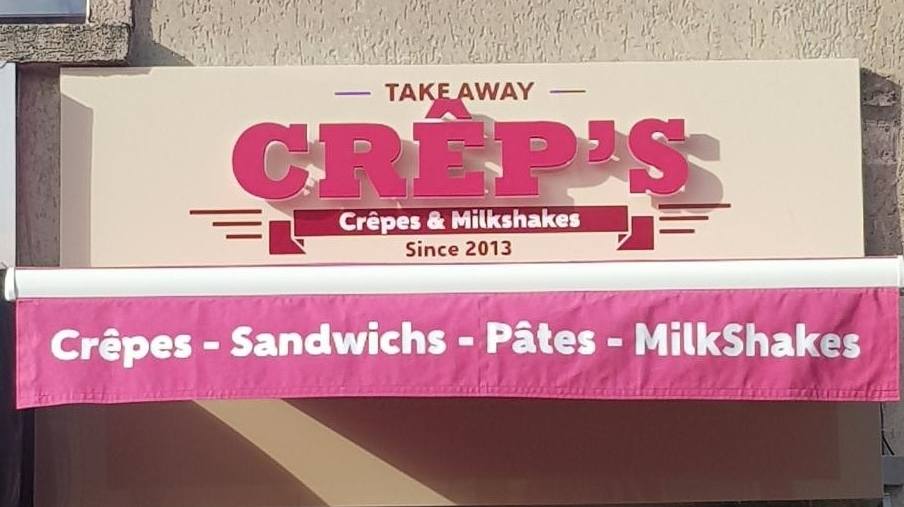 TAKE AWAY
CRÊP'S
Crêpes & Milkshakes
Since 2013
Crêpes - Sandwichs - Pâtes - MilkShakes